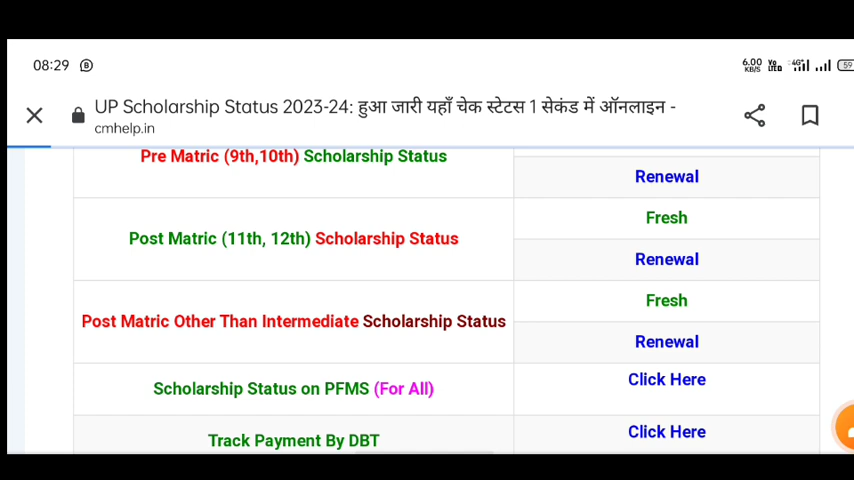 08:29
6.00 KB/S
4G
59
UP Scholarship Status 2023-24: हुआ जारी यहाँ चेक स्टेटस 1 सेकंड में ऑनलाइन -
cmhelp.in
Pre Matric (9th,10th) Scholarship Status
Renewal
Fresh
Post Matric (11th, 12th) Scholarship Status
Renewal
Fresh
Post Matric Other Than Intermediate Scholarship Status
Renewal
Scholarship Status on PFMS (For All)
Click Here
Track Payment By DBT
Click Here